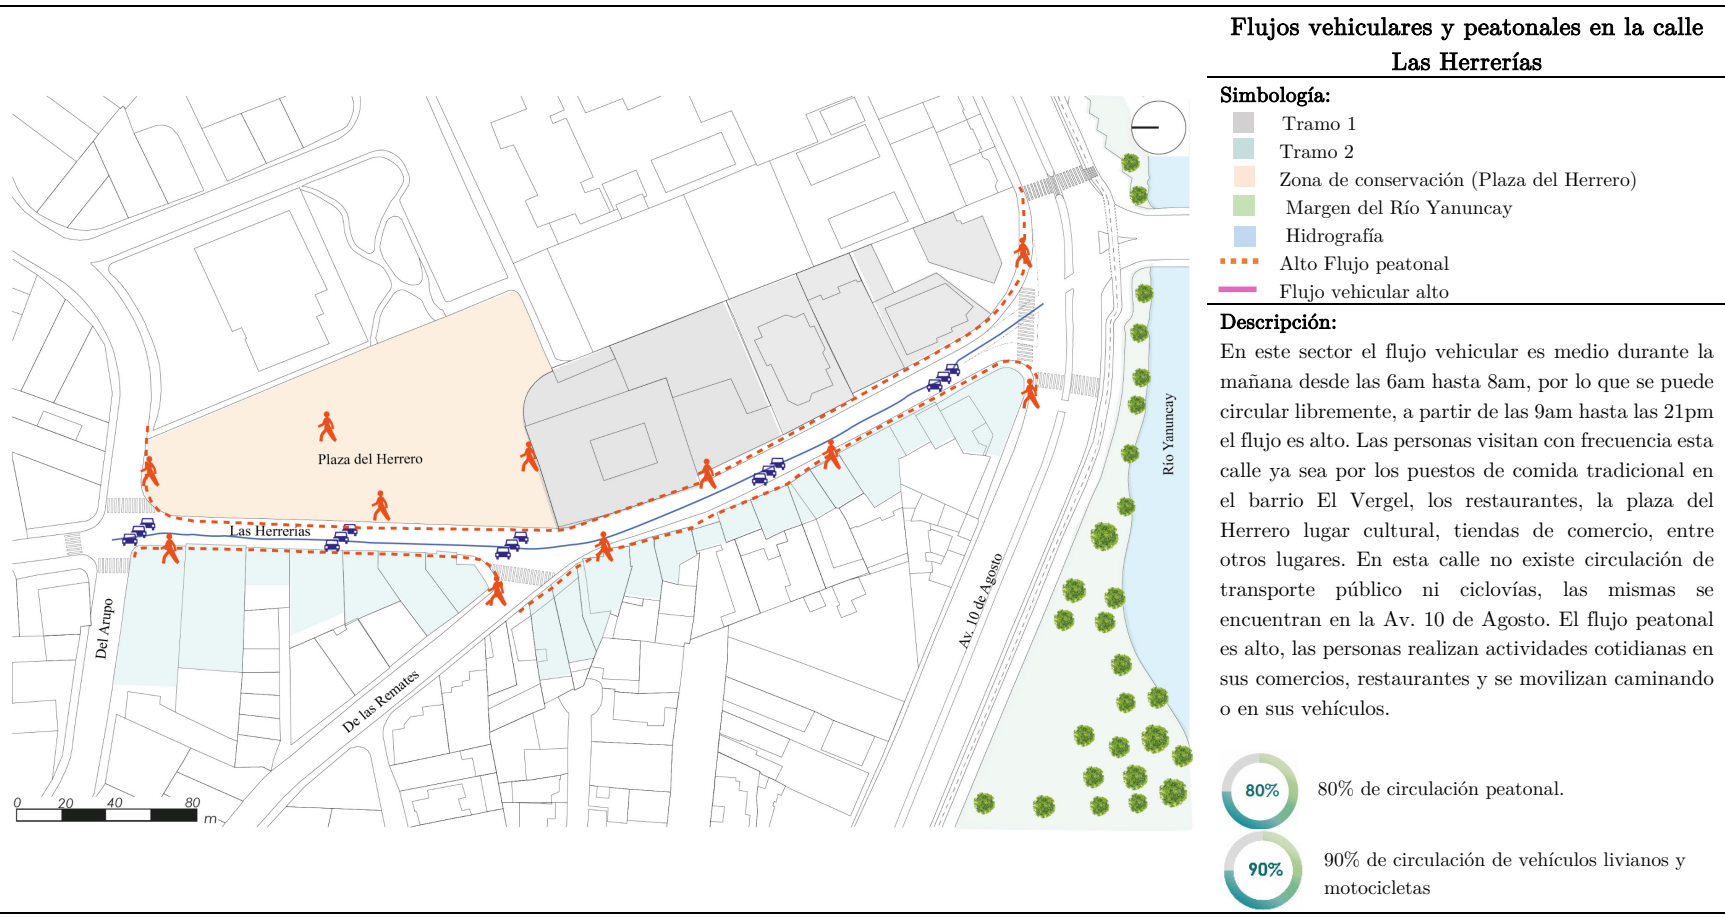 Flujos vehiculares y peatonales en la calle
Las Herrerías
Simbología:
Tramo 1
Tramo 2
Zona de conservación (Plaza del Herrero)
Margen del Río Yanuncay
Hidrografía
Alto Flujo peatonal
Flujo vehicular alto
Descripción:
En este sector el flujo vehicular es medio durante la
mañana desde las 6am hasta 8am, por lo que se puede
circular libremente, a partir de las 9am hasta las 21pm
el flujo es alto. Las personas visitan con frecuencia esta
calle ya sea por los puestos de comida tradicional en
el barrio El Vergel, los restaurantes, la plaza del
Herrero lugar cultural, tiendas de comercio, entre
otros lugares. En esta calle no existe circulación de
transporte público ni ciclovías, las mismas se
encuentran en la Av. 10 de Agosto. El flujo peatonal
es alto, las personas realizan actividades cotidianas en
sus comercios, restaurantes y se movilizan caminando
o en sus vehículos.
80%
80% de circulación peatonal.
90%
90% de circulación de vehículos livianos y
motocicletas
Plaza del Herrero
Las Herrerías
Del Arupo
De las Remates
Av. 10 de Agosto
Río Yanuncay
0 20 40 80
m